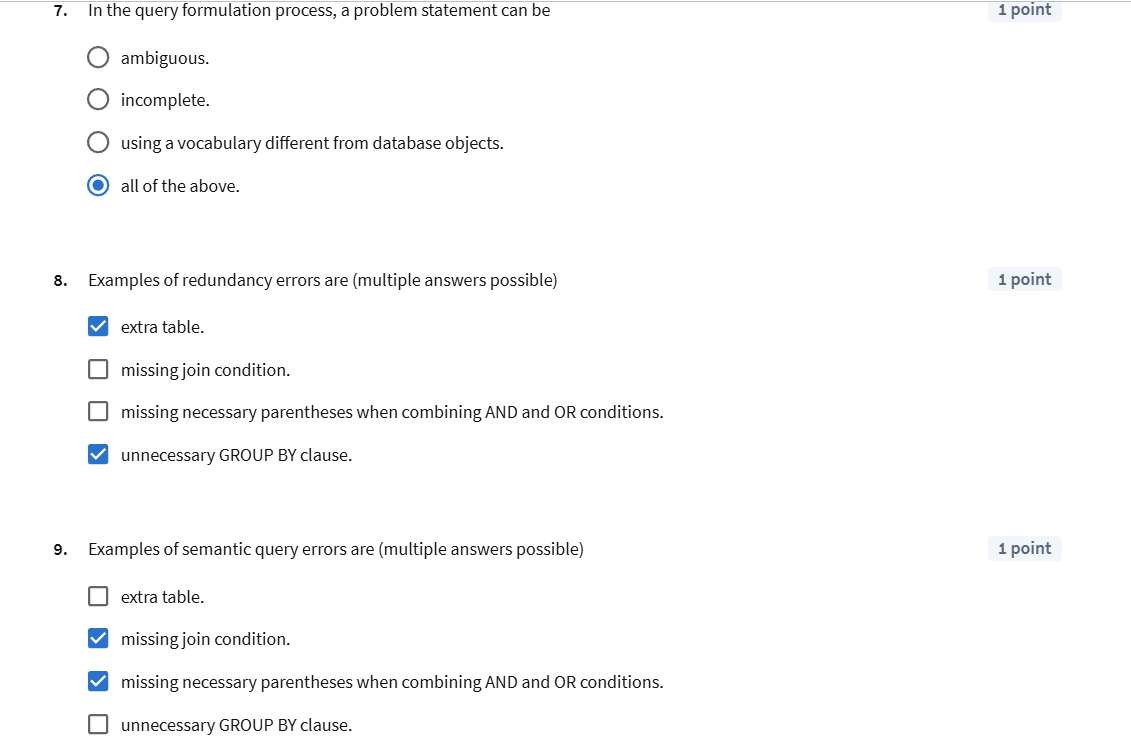 7. In the query formulation process, a problem statement can be 1 point
ambiguous.
incomplete.
using a vocabulary different from database objects.
all of the above.
8. Examples of redundancy errors are (multiple answers possible) 1 point
extra table.
missing join condition.
missing necessary parentheses when combining AND and OR conditions.
unnecessary GROUP BY clause.
9. Examples of semantic query errors are (multiple answers possible) 1 point
extra table.
missing join condition.
missing necessary parentheses when combining AND and OR conditions.
unnecessary GROUP BY clause.